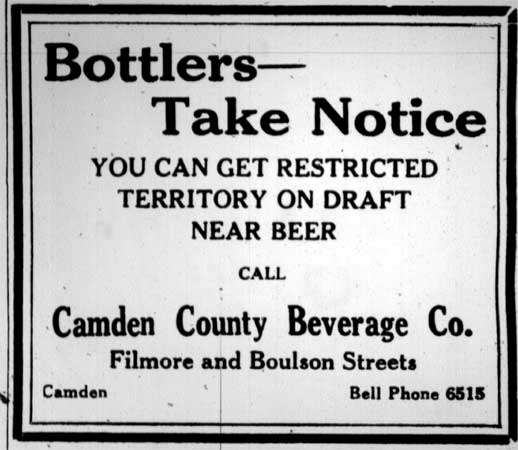 Bottlers—
Take Notice
YOU CAN GET RESTRICTED
TERRITORY ON DRAFT
NEAR BEER
CALL
Camden County Beverage Co.
Filmore and Boulson Streets
Camden Bell Phone 6515